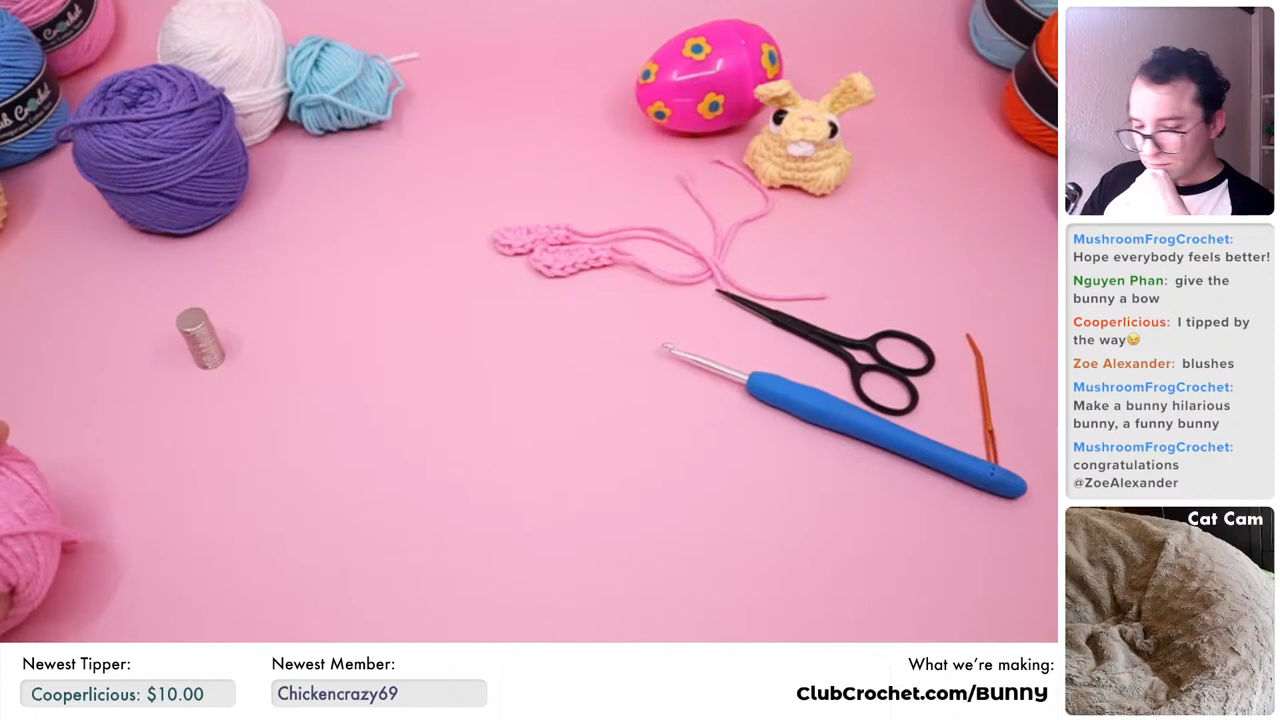 Club Crochet
MushroomFrogCrochet:
Hope everybody feels better!
Nguyen Phan: give the
bunny a bow
Cooperlicious: I tipped by
the way😉
Zoe Alexander: blushes
MushroomFrogCrochet:
Make a bunny hilarious
bunny, a funny bunny
MushroomFrogCrochet:
congratulations
@ZoeAlexander
Cat Cam
Newest Tipper:
Cooperlicious: $10.00
Newest Member:
Chickencrazy69
What we're making:
ClubCrochet.com/BUNNY